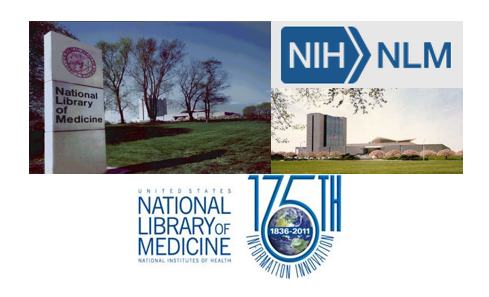 National
Library
of Medicine
NIH NLM
UNITED STATES
NATIONAL
LIBRARY OF
MEDICINE
NATIONAL INSTITUTES OF HEALTH
175TH
1836-2011
INFORMATION INNOVATION